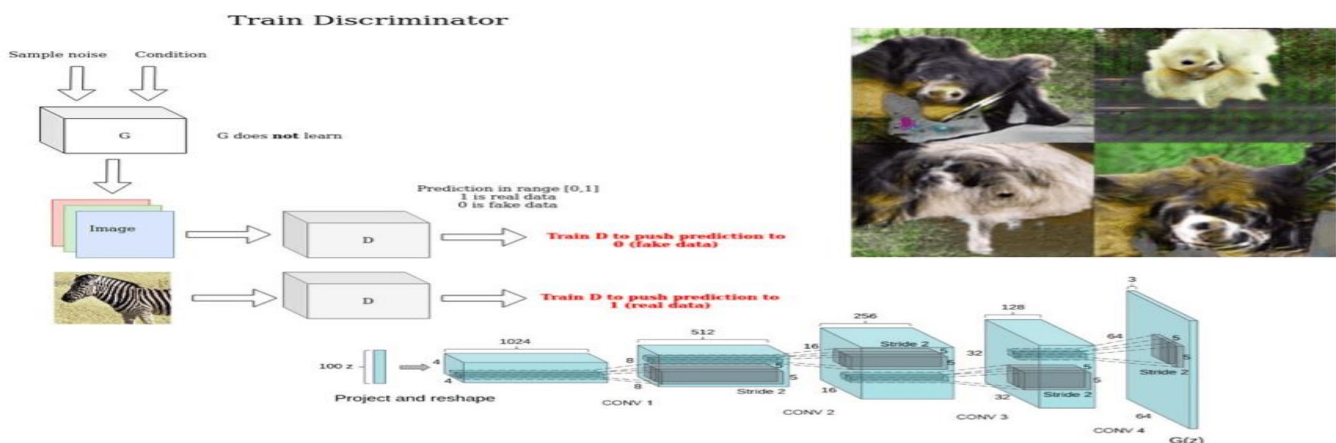 Train Discriminator
Sample noise
Condition
G
G does not learn
Prediction in range [0,1]
1 is real data
0 is fake data
Image
D
Train D to push prediction to
0 (fake data)
D
Train D to push prediction to
1 (real data)
100 z
Project and reshape
1024
4
4
512
8
8
5
5
Stride 2
CONV 1
256
16
16
Stride 2
5
5
CONV 2
128
32
32
5
5
Stride 2
CONV 3
3
64
64
5
5
Stride 2
CONV 4
G(z)